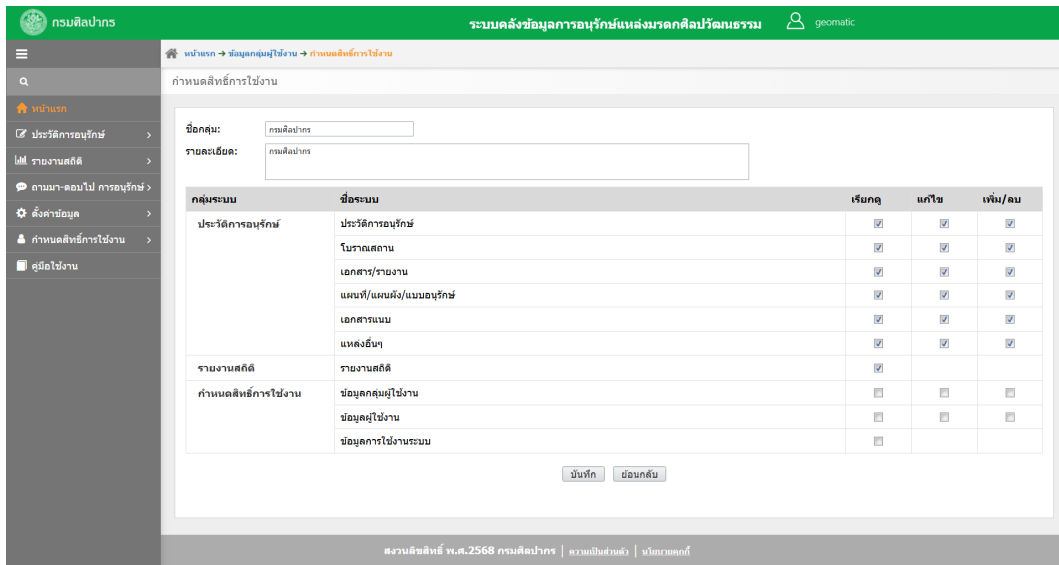 กรมศิลปากร
ระบบคลังข้อมูลการอนุรักษ์แหล่งมรดกศิลปวัฒนธรรม geomatic
หน้าแรก → ข้อมูลกลุ่มผู้ใช้งาน → กำหนดสิทธิ์การใช้งาน
กำหนดสิทธิ์การใช้งาน
หน้าแรก
ประวัติการอนุรักษ์
รายงานสถิติ
ถามมา-ตอบไป การอนุรักษ์
ตั้งค่าข้อมูล
กำหนดสิทธิ์การใช้งาน
คู่มือใช้งาน
ชื่อกลุ่ม: กรมศิลปากร
รายละเอียด: กรมศิลปากร
กลุ่มระบบ ชื่อระบบ เรียกดู แก้ไข เพิ่ม/ลบ
ประวัติการอนุรักษ์ ประวัติการอนุรักษ์
โบราณสถาน
เอกสาร/รายงาน
แผนที่/แผนผัง/แบบอนุรักษ์
เอกสารแนบ
แหล่งอื่นๆ
รายงานสถิติ รายงานสถิติ
กำหนดสิทธิ์การใช้งาน ข้อมูลกลุ่มผู้ใช้งาน
ข้อมูลผู้ใช้งาน
ข้อมูลการใช้งานระบบ
บันทึก ย้อนกลับ
สงวนลิขสิทธิ์ พ.ศ.2568 กรมศิลปากร | ความเป็นส่วนตัว | นโยบายคุกกี้